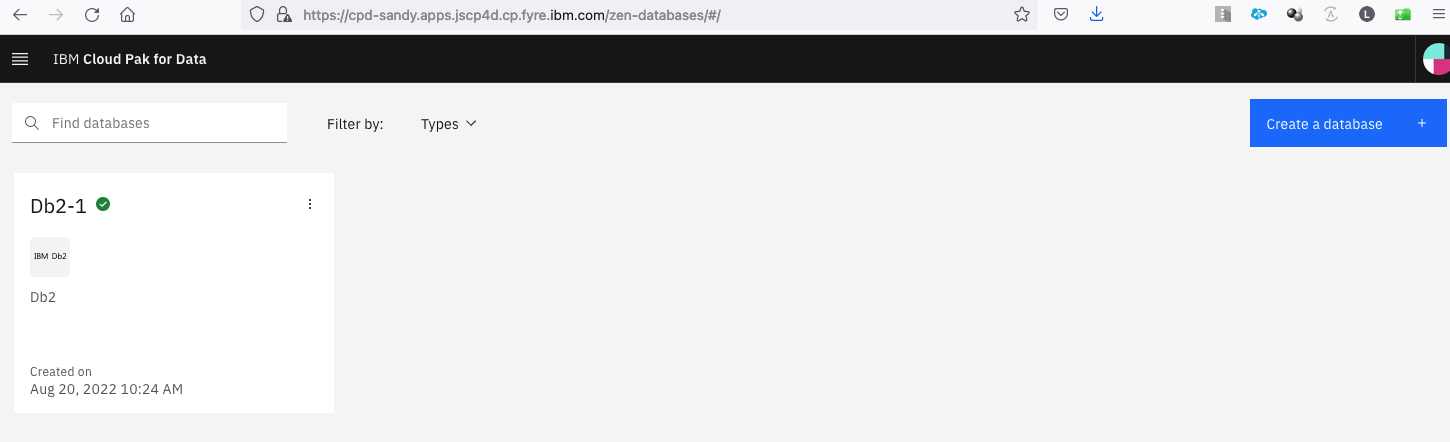 https://cpd-sandy.apps.jscp4d.cp.fyre.ibm.com/zen-databases/#/
L
IBM Cloud Pak for Data
Find databases
Filter by:
Types
Create a database +
Db2-1
IBM Db2
Db2
Created on
Aug 20, 2022 10:24 AM